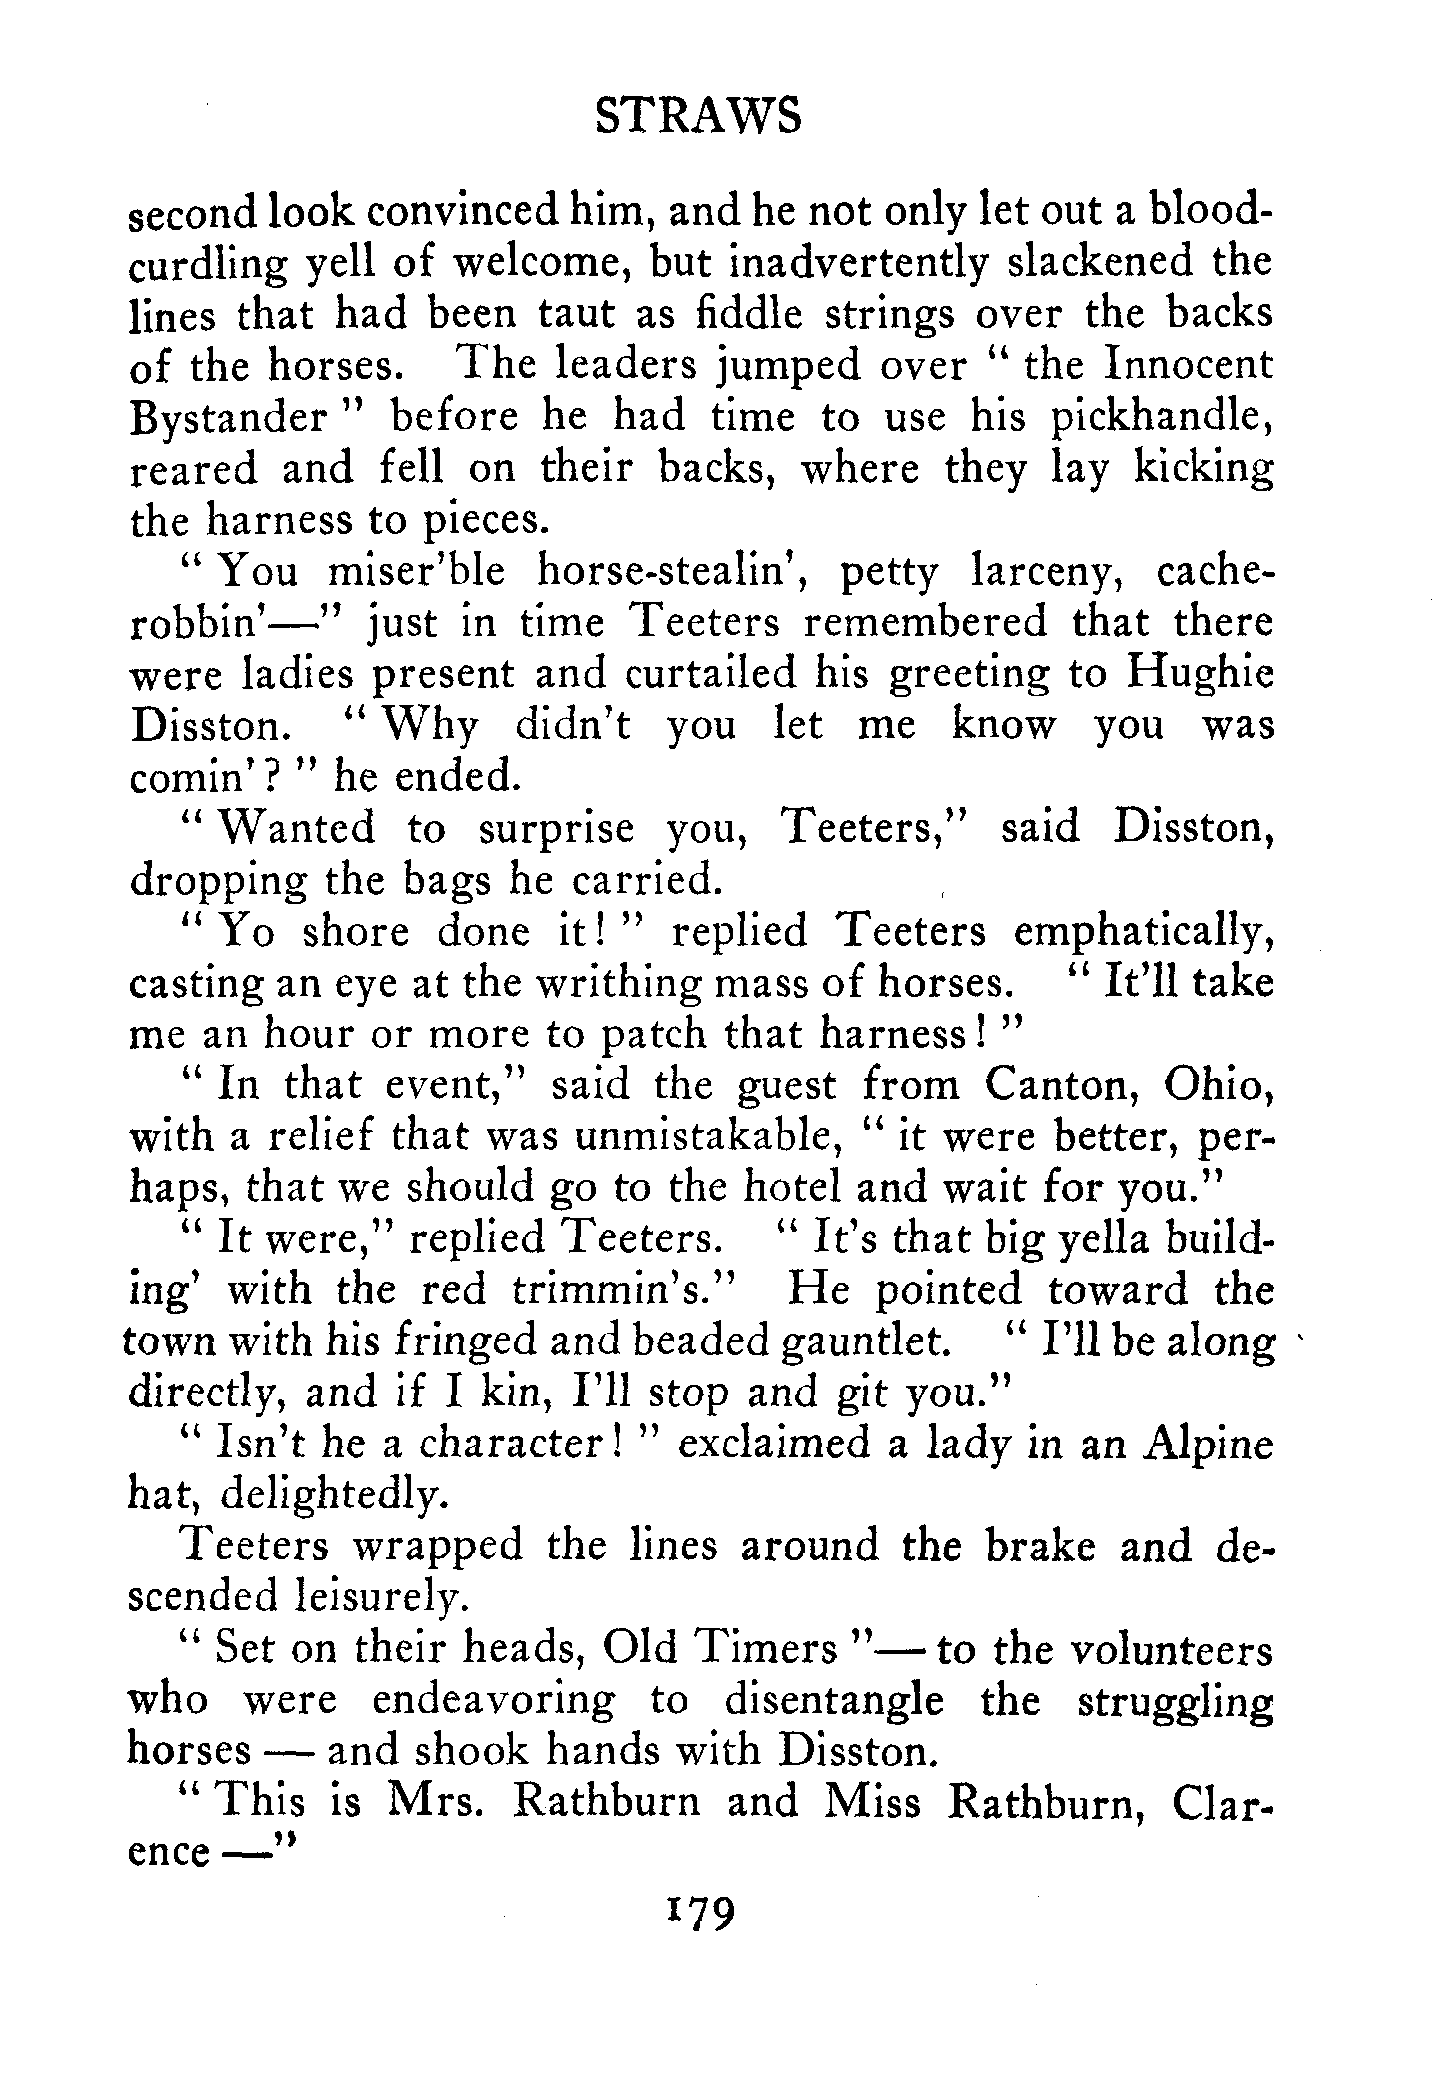 STRAWS
second look convinced him, and he not only let out a blood-
curdling yell of welcome, but inadvertently slackened the
lines that had been taut as fiddle strings over the backs
of the horses. The leaders jumped over " the Innocent
Bystander " before he had time to use his pickhandle,
reared and fell on their backs, where they lay kicking
the harness to pieces.
" You miser'ble horse-stealin', petty larceny, cache-
robbin'—" just in time Teeters remembered that there
were ladies present and curtailed his greeting to Hughie
Disston. " Why didn't you let me know you was
comin'? " he ended.
" Wanted to surprise you, Teeters," said Disston,
dropping the bags he carried.
" Yo shore done it! " replied Teeters emphatically,
casting an eye at the writhing mass of horses. " It'll take
me an hour or more to patch that harness! "
" In that event," said the guest from Canton, Ohio,
with a relief that was unmistakable, " it were better, per-
haps, that we should go to the hotel and wait for you."
" It were," replied Teeters. " It's that big yella build-
ing' with the red trimmin's." He pointed toward the
town with his fringed and beaded gauntlet. " I'll be along
directly, and if I kin, I'll stop and git you."
" Isn't he a character! " exclaimed a lady in an Alpine
hat, delightedly.
Teeters wrapped the lines around the brake and de-
scended leisurely.
" Set on their heads, Old Timers "— to the volunteers
who were endeavoring to disentangle the struggling
horses — and shook hands with Disston.
" This is Mrs. Rathburn and Miss Rathburn, Clar-
ence —"
179